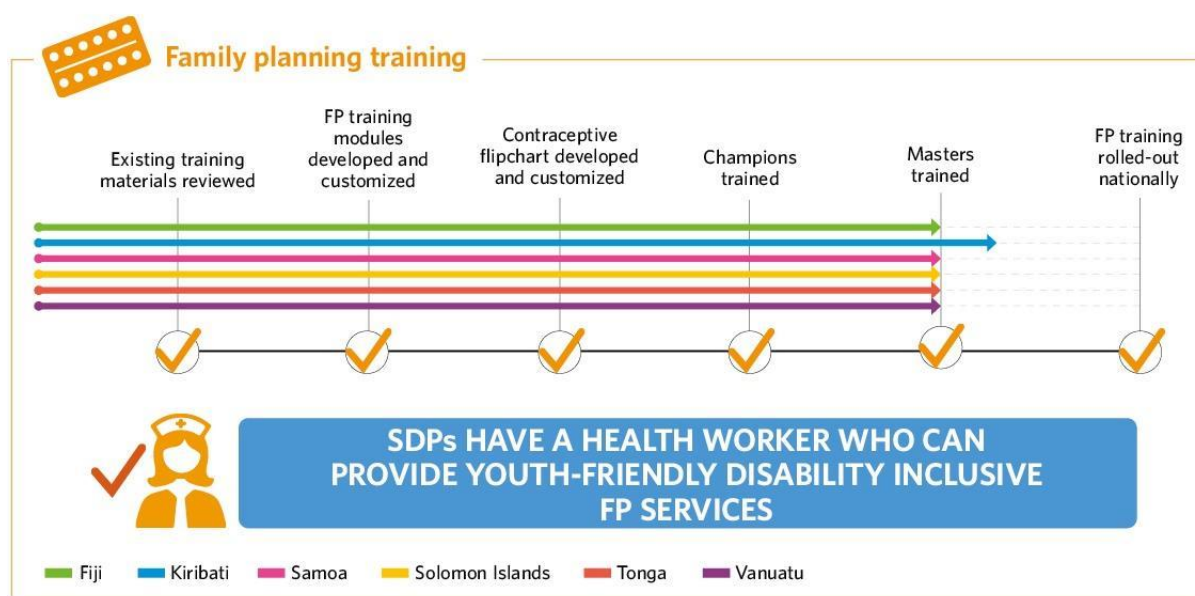 Family planning training
Existing training
materials reviewed
FP training
modules
developed and
customized
Contraceptive
flipchart developed
and customized
Champions
trained
Masters
trained
FP training
rolled-out
nationally
SDPs HAVE A HEALTH WORKER WHO CAN
PROVIDE YOUTH-FRIENDLY DISABILITY INCLUSIVE
FP SERVICES
Fiji
Kiribati
Samoa
Solomon Islands
Tonga
Vanuatu